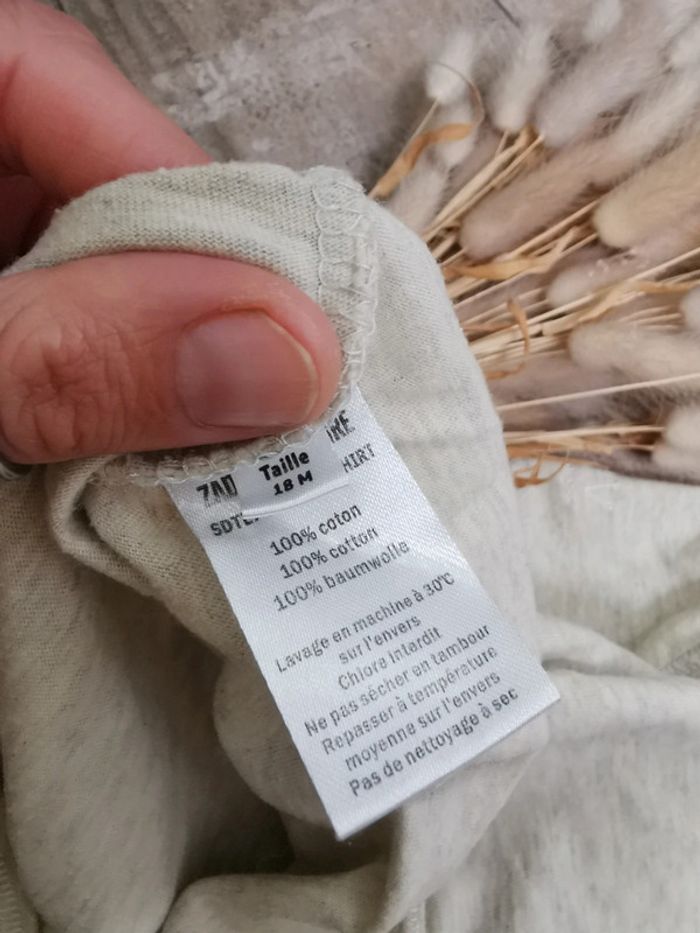 Taille
18 M
100% coton
100% cotton
100% baumwolle
Lavage en machine à 30°C
sur l'envers
Chlore interdit
Ne pas sécher en tambour
Repasser à température
moyenne sur l'envers
Pas de nettoyage à sec